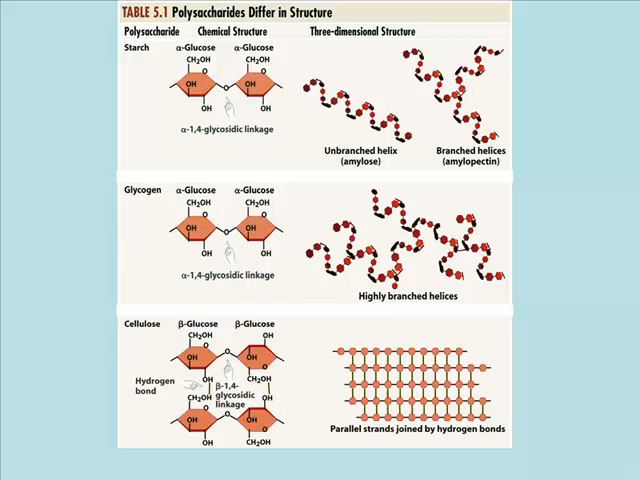 TABLE 5.1 Polysaccharides Differ in Structure
Polysaccharide Chemical Structure Three-dimensional Structure
Starch α-Glucose α-Glucose
CH₂OH CH₂OH
O O
OH O OH
OH OH
α-1,4-glycosidic linkage
Unbranched helix
(amylose)
Branched helices
(amylopectin)
Glycogen α-Glucose α-Glucose
CH₂OH CH₂OH
O O
OH O OH
OH OH
α-1,4-glycosidic linkage
Highly branched helices
Cellulose β-Glucose β-Glucose
CH₂OH OH
O
OH O OH
O
OH CH₂OH
Hydrogen
bond
β-1,4-
glycosidic
linkage
CH₂OH OH
O
OH O OH
O
OH CH₂OH
Parallel strands joined by hydrogen bonds